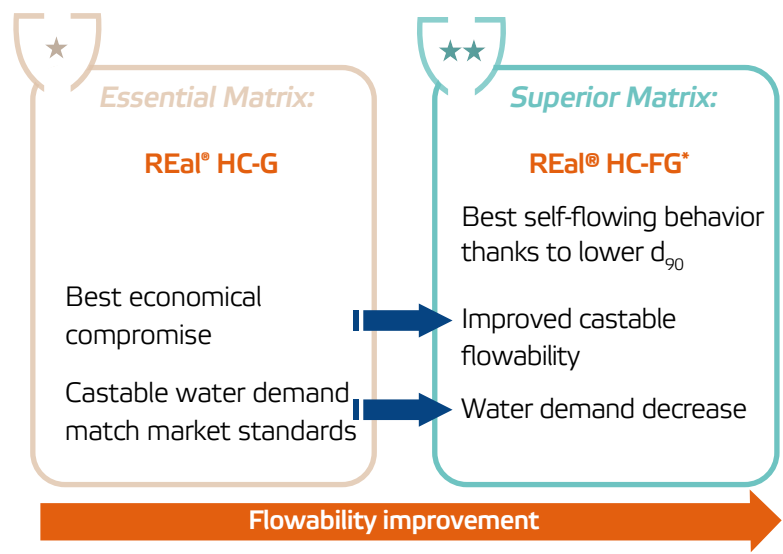 Essential Matrix:
REal® HC-G
Best economical
compromise
Castable water demand
match market standards
Superior Matrix:
REal® HC-FG*
Best self-flowing behavior
thanks to lower d90
Improved castable
flowability
Water demand decrease
Flowability improvement